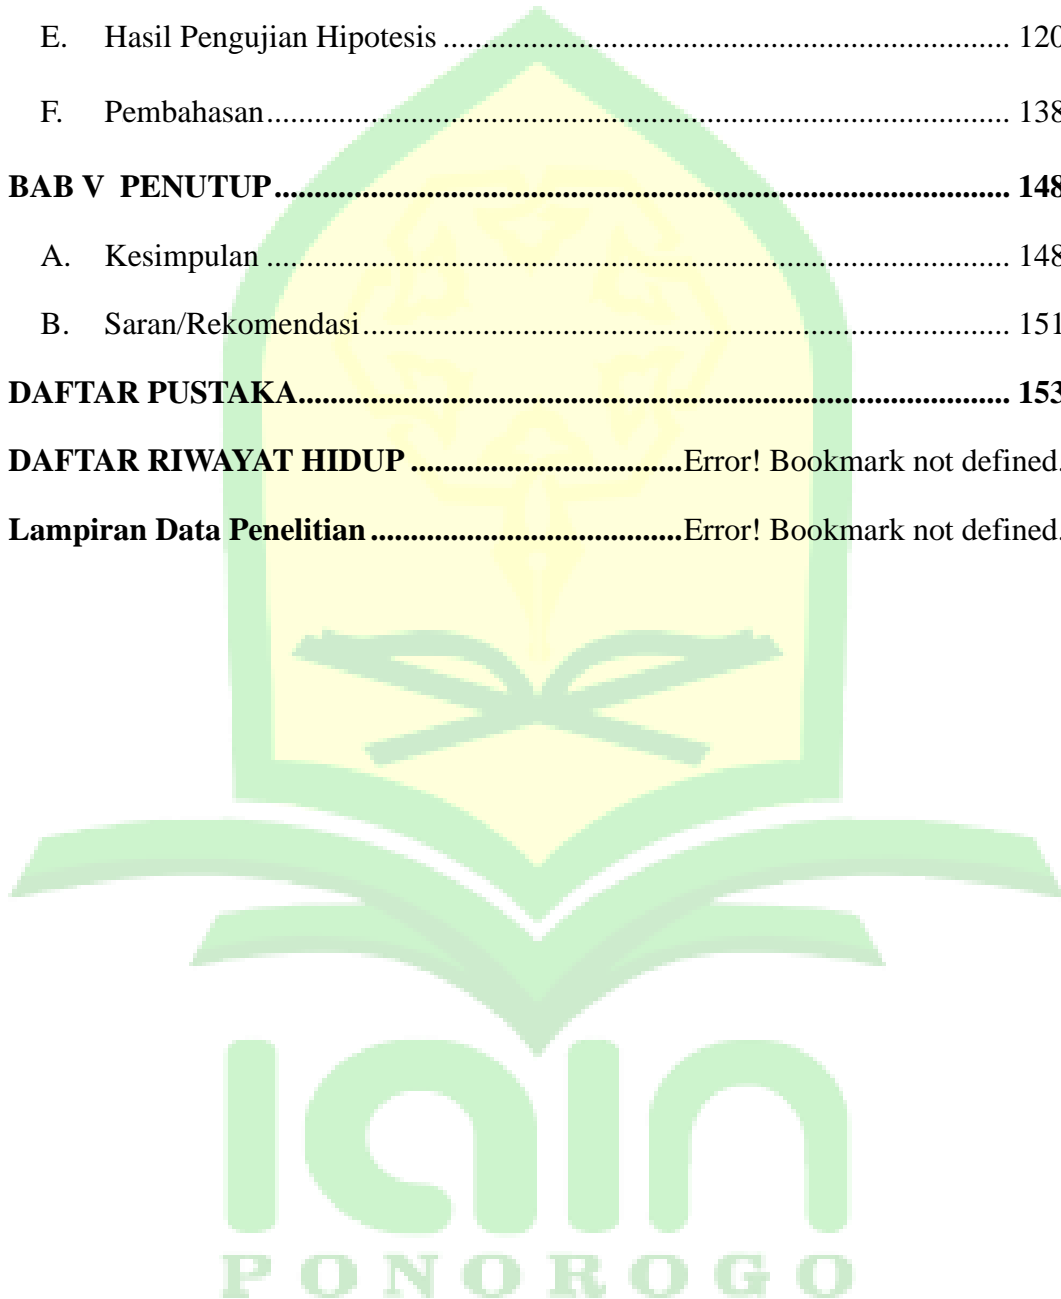 E. Hasil Pengujian Hipotesis ........................................................................ 120
F. Pembahasan............................................................................................... 138
BAB V PENUTUP............................................................................................ 148
A. Kesimpulan .............................................................................................. 148
B. Saran/Rekomendasi................................................................................... 151
DAFTAR PUSTAKA......................................................................................... 153
DAFTAR RIWAYAT HIDUP ..................................Error! Bookmark not defined.
Lampiran Data Penelitian .......................................Error! Bookmark not defined.
iain
PONOROGO